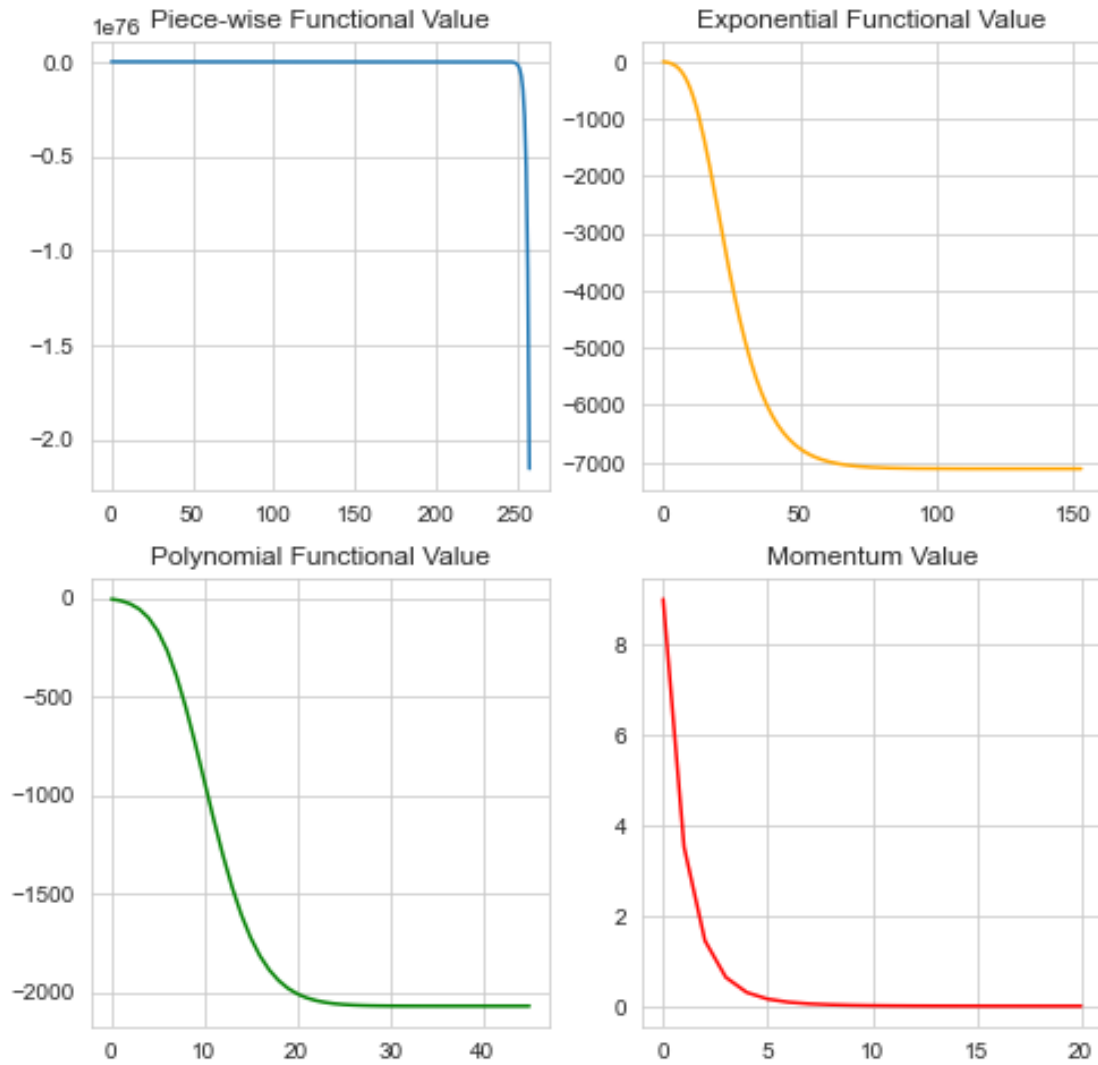 1e76 Piece-wise Functional Value
0.0
−0.5
−1.0
−1.5
−2.0
0 50 100 150 200 250
Exponential Functional Value
0
−1000
−2000
−3000
−4000
−5000
−6000
−7000
0 50 100 150
Polynomial Functional Value
0
−500
−1000
−1500
−2000
0 10 20 30 40
Momentum Value
8
6
4
2
0
0 5 10 15 20